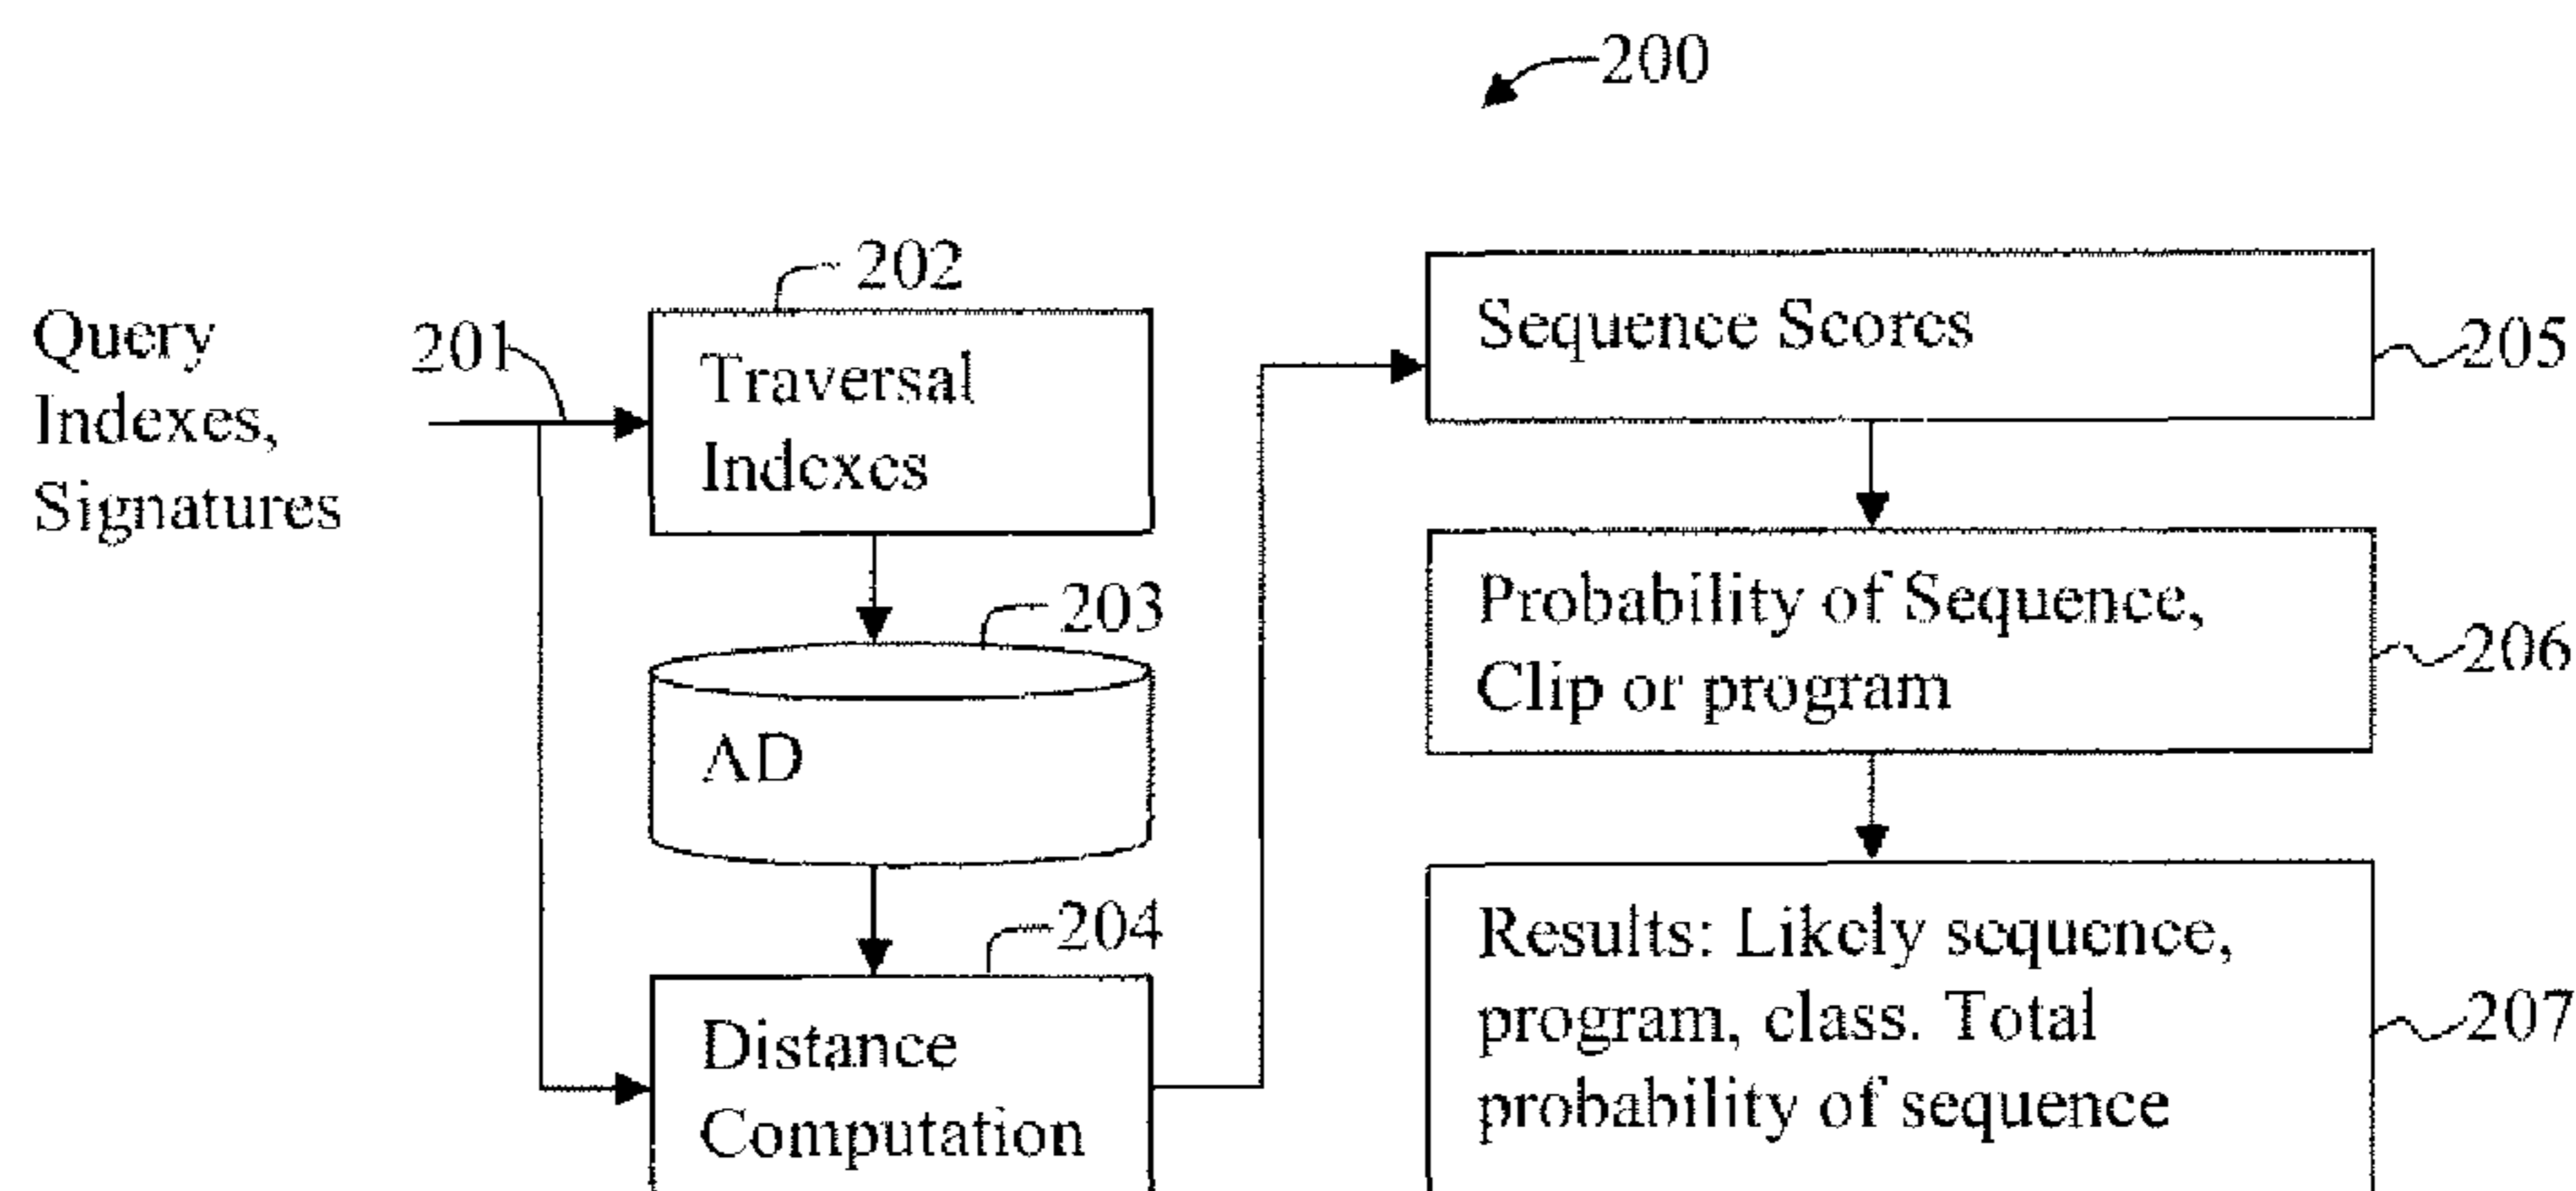 200
Query
Indexes,
Signatures
201
202
Traversal
Indexes
203
AD
204
Distance
Computation
Sequence Scores
205
Probability of Sequence,
Clip or program
206
Results: Likely sequence,
program, class. Total
probability of sequence
207